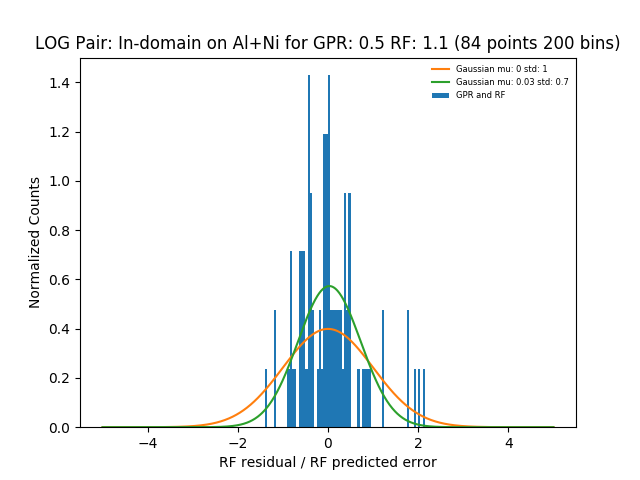 LOG Pair: In-domain on Al+Ni for GPR: 0.5 RF: 1.1 (84 points 200 bins)
Gaussian mu: 0 std: 1
Gaussian mu: 0.03 std: 0.7
GPR and RF
Normalized Counts
1.4
1.2
1.0
0.8
0.6
0.4
0.2
0.0
−4 −2 0 2 4
RF residual / RF predicted error